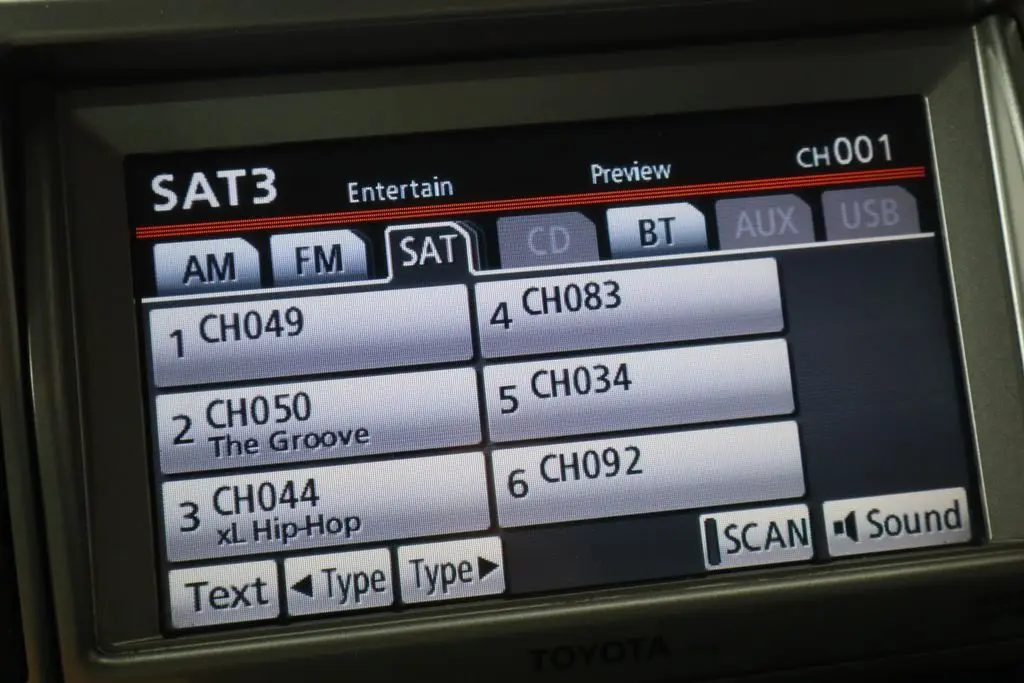 SAT3 Entertain Preview CH001
AM FM SAT CD BT AUX USB
1 CH049
4 CH083
2 CH050
The Groove
5 CH034
3 CH044
xL Hip-Hop
6 CH092
Text ◀Type Type▶ SCAN Sound
TOYOTA